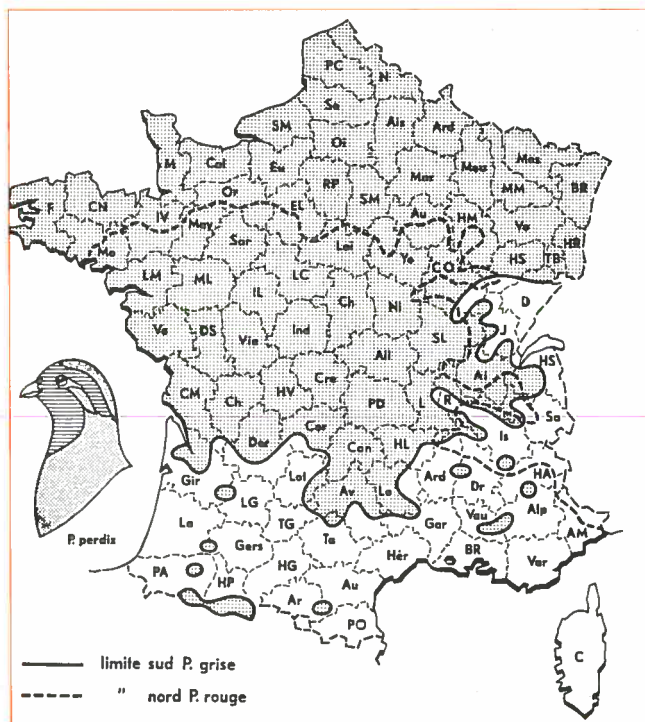 PC
N
Se
SM
Ais
Ard
Oi
M
Cal
Eu
RP
Mar
Meu
Mos
MM
BR
Or
EL
SM
Au
HM
Vo
F
CN
IV
May
Sar
Loi
Ye
CO
HS
TB
HR
Mo
LM
ML
IL
LC
Ch
Ni
D
J
Ve
DS
Vie
Ind
All
SL
Ai
HS
CM
Ch
HV
Cre
PD
L
R
Sa
Dor
Cor
Can
HL
Is
Gir
Lot
Av
Lo
Ard
Dr
HA
La
LG
TG
Ta
Gar
Vau
Alp
AM
P. perdix
Gers
HG
Hér
BR
Var
PA
HP
Ar
Au
PO
C
limite sud P. grise
" nord P. rouge